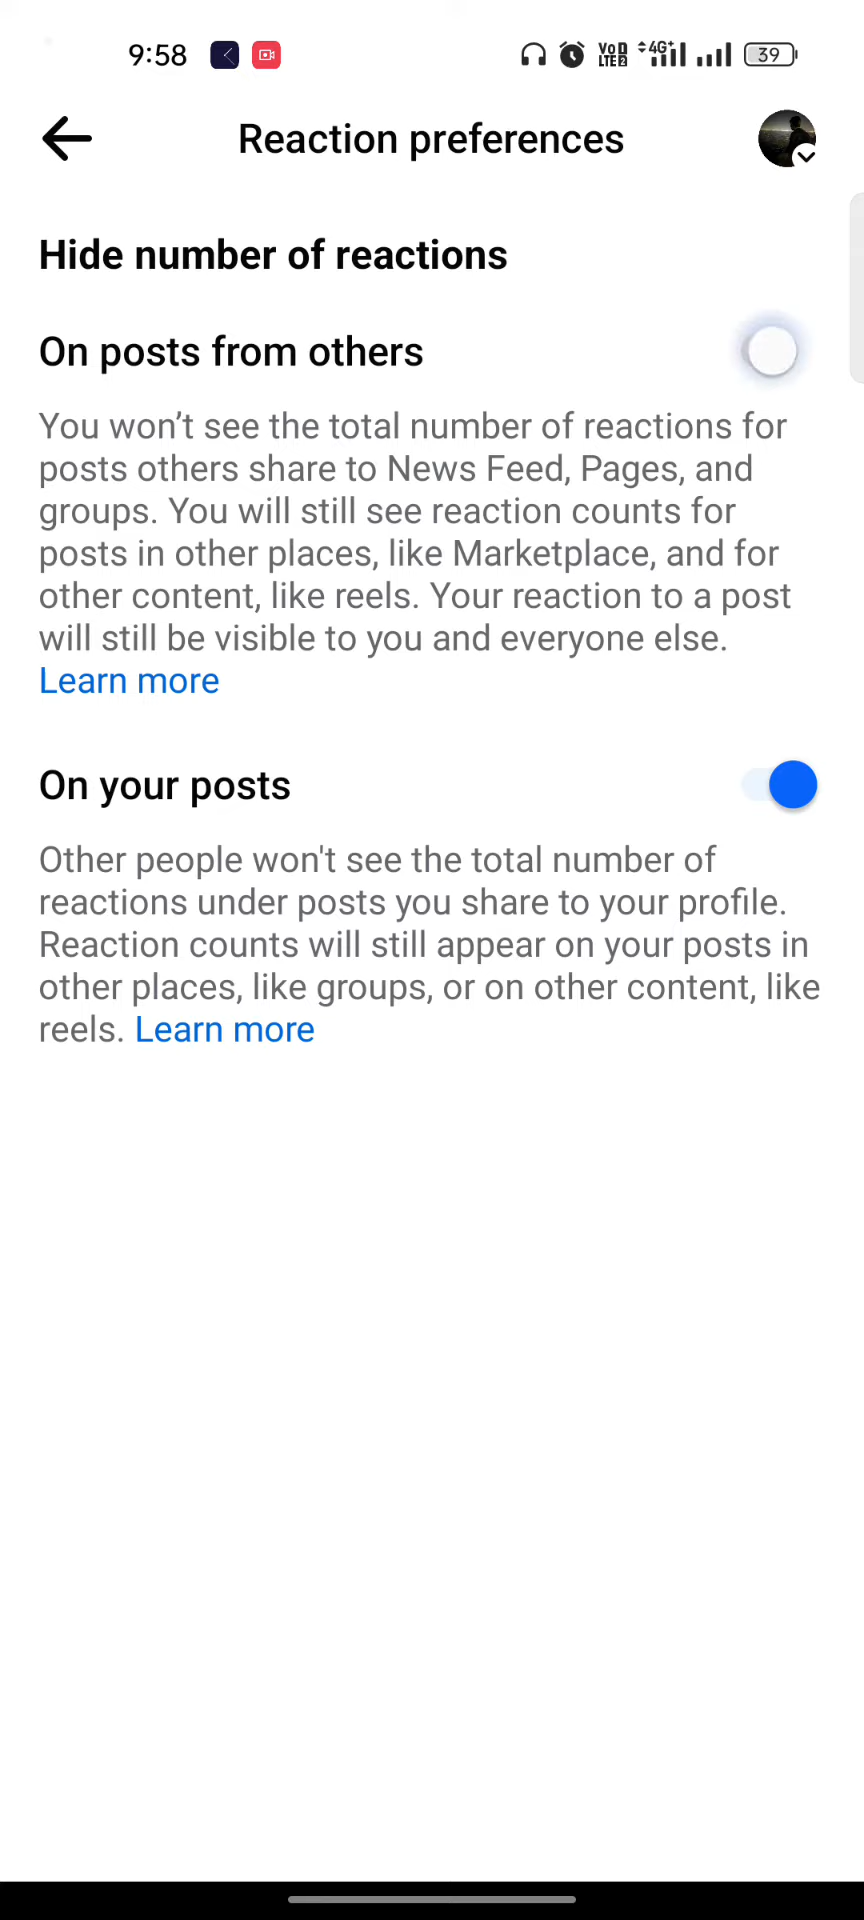 9:58
VoD
LTE2
4G+
39
Reaction preferences
Hide number of reactions
On posts from others
You won’t see the total number of reactions for
posts others share to News Feed, Pages, and
groups. You will still see reaction counts for
posts in other places, like Marketplace, and for
other content, like reels. Your reaction to a post
will still be visible to you and everyone else.
Learn more
On your posts
Other people won't see the total number of
reactions under posts you share to your profile.
Reaction counts will still appear on your posts in
other places, like groups, or on other content, like
reels. Learn more